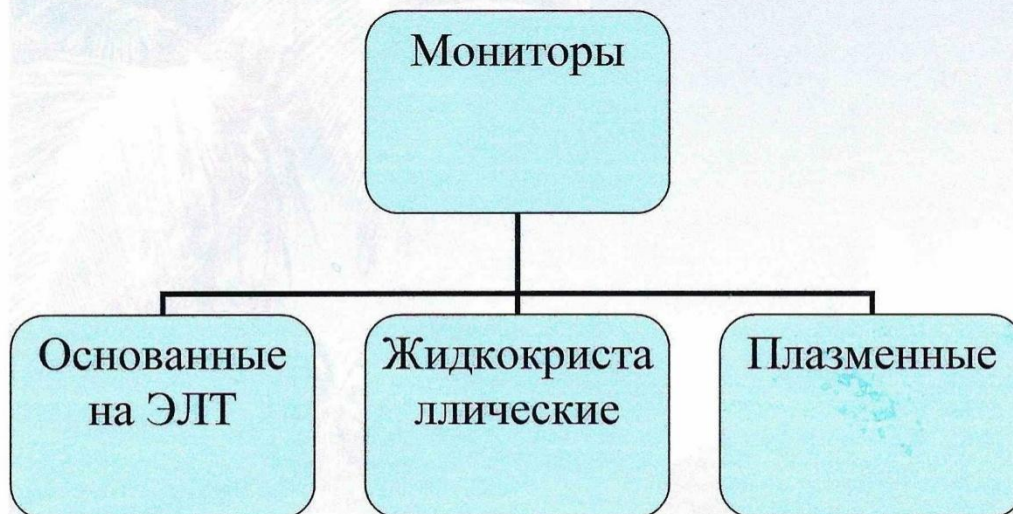 Мониторы
Основанные
на ЭЛТ
Жидкокриста
ллические
Плазменные